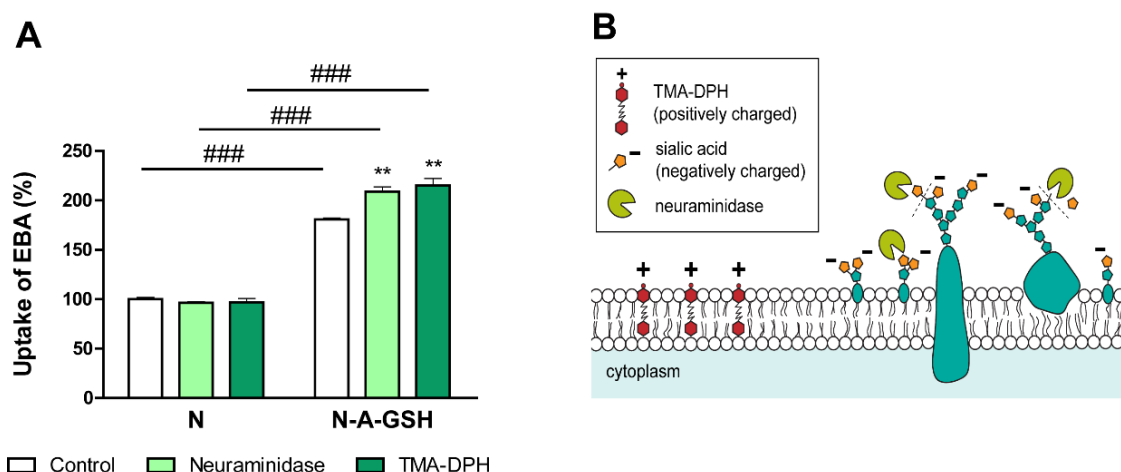 A
###
###
###
**
**
250
200
150
100
50
0
Uptake of EBA (%)
N
N-A-GSH
Control
Neuraminidase
TMA-DPH
B
+
TMA-DPH
(positively charged)
−
sialic acid
(negatively charged)
neuraminidase
+ + +
− − − − − − −
cytoplasm